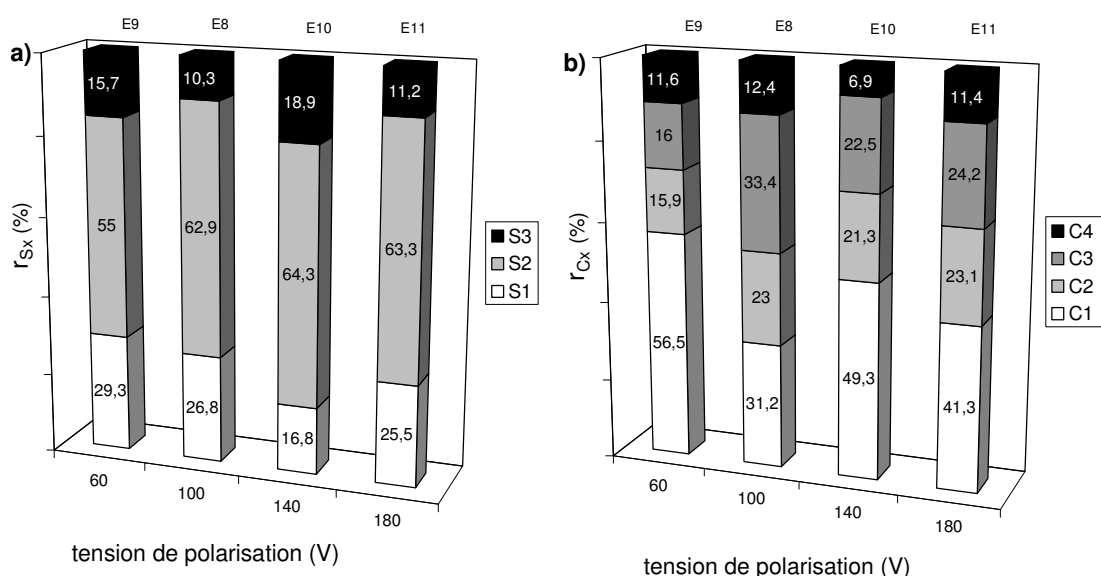 a)
E9 E8 E10 E11
15,7 10,3 18,9 11,2
55 62,9 64,3 63,3
29,3 26,8 16,8 25,5
r_Sx (%)
S3
S2
S1
60 100 140 180
tension de polarisation (V)
b)
E9 E8 E10 E11
11,6 12,4 6,9 11,4
16 33,4 22,5 24,2
15,9 23 21,3 23,1
56,5 31,2 49,3 41,3
r_Cx (%)
C4
C3
C2
C1
60 100 140 180
tension de polarisation (V)